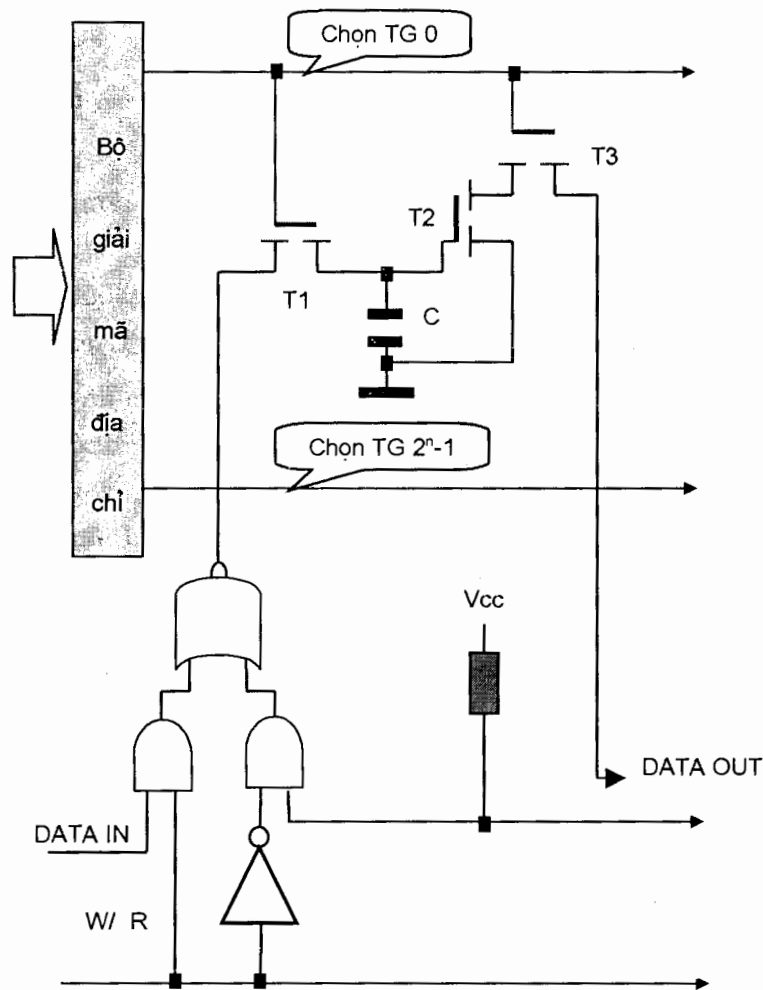 Chọn TG 0
Bộ
giải
mã
địa
chỉ
T3
T2
T1
C
Chọn TG 2ⁿ-1
Vcc
DATA OUT
DATA IN
W/ R